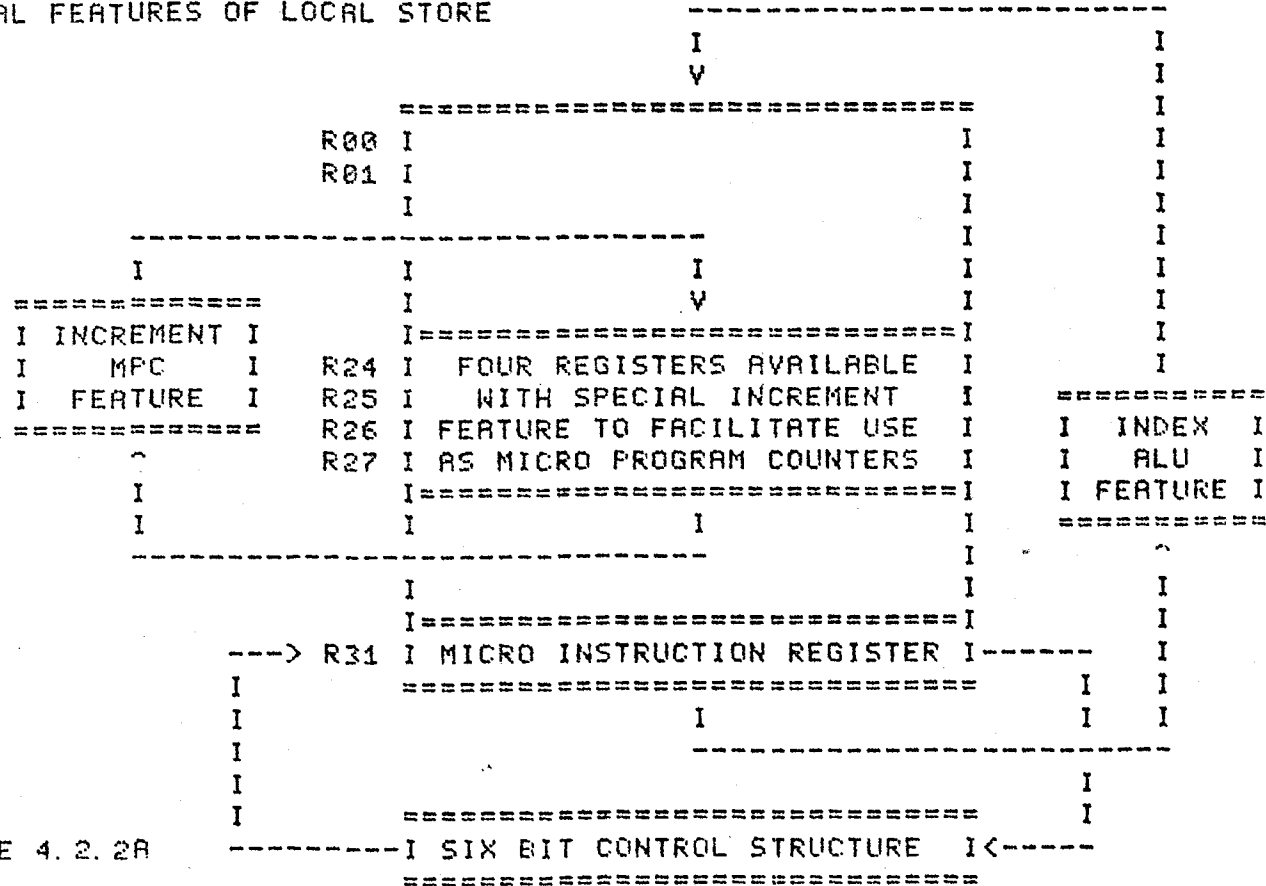 AL FEATURES OF LOCAL STORE
R00
R01
INCREMENT
MPC
FEATURE
R24 FOUR REGISTERS AVAILABLE
R25 WITH SPECIAL INCREMENT
R26 FEATURE TO FACILITATE USE
R27 AS MICRO PROGRAM COUNTERS
INDEX
ALU
FEATURE
R31 MICRO INSTRUCTION REGISTER
SIX BIT CONTROL STRUCTURE
E 4.2.2A